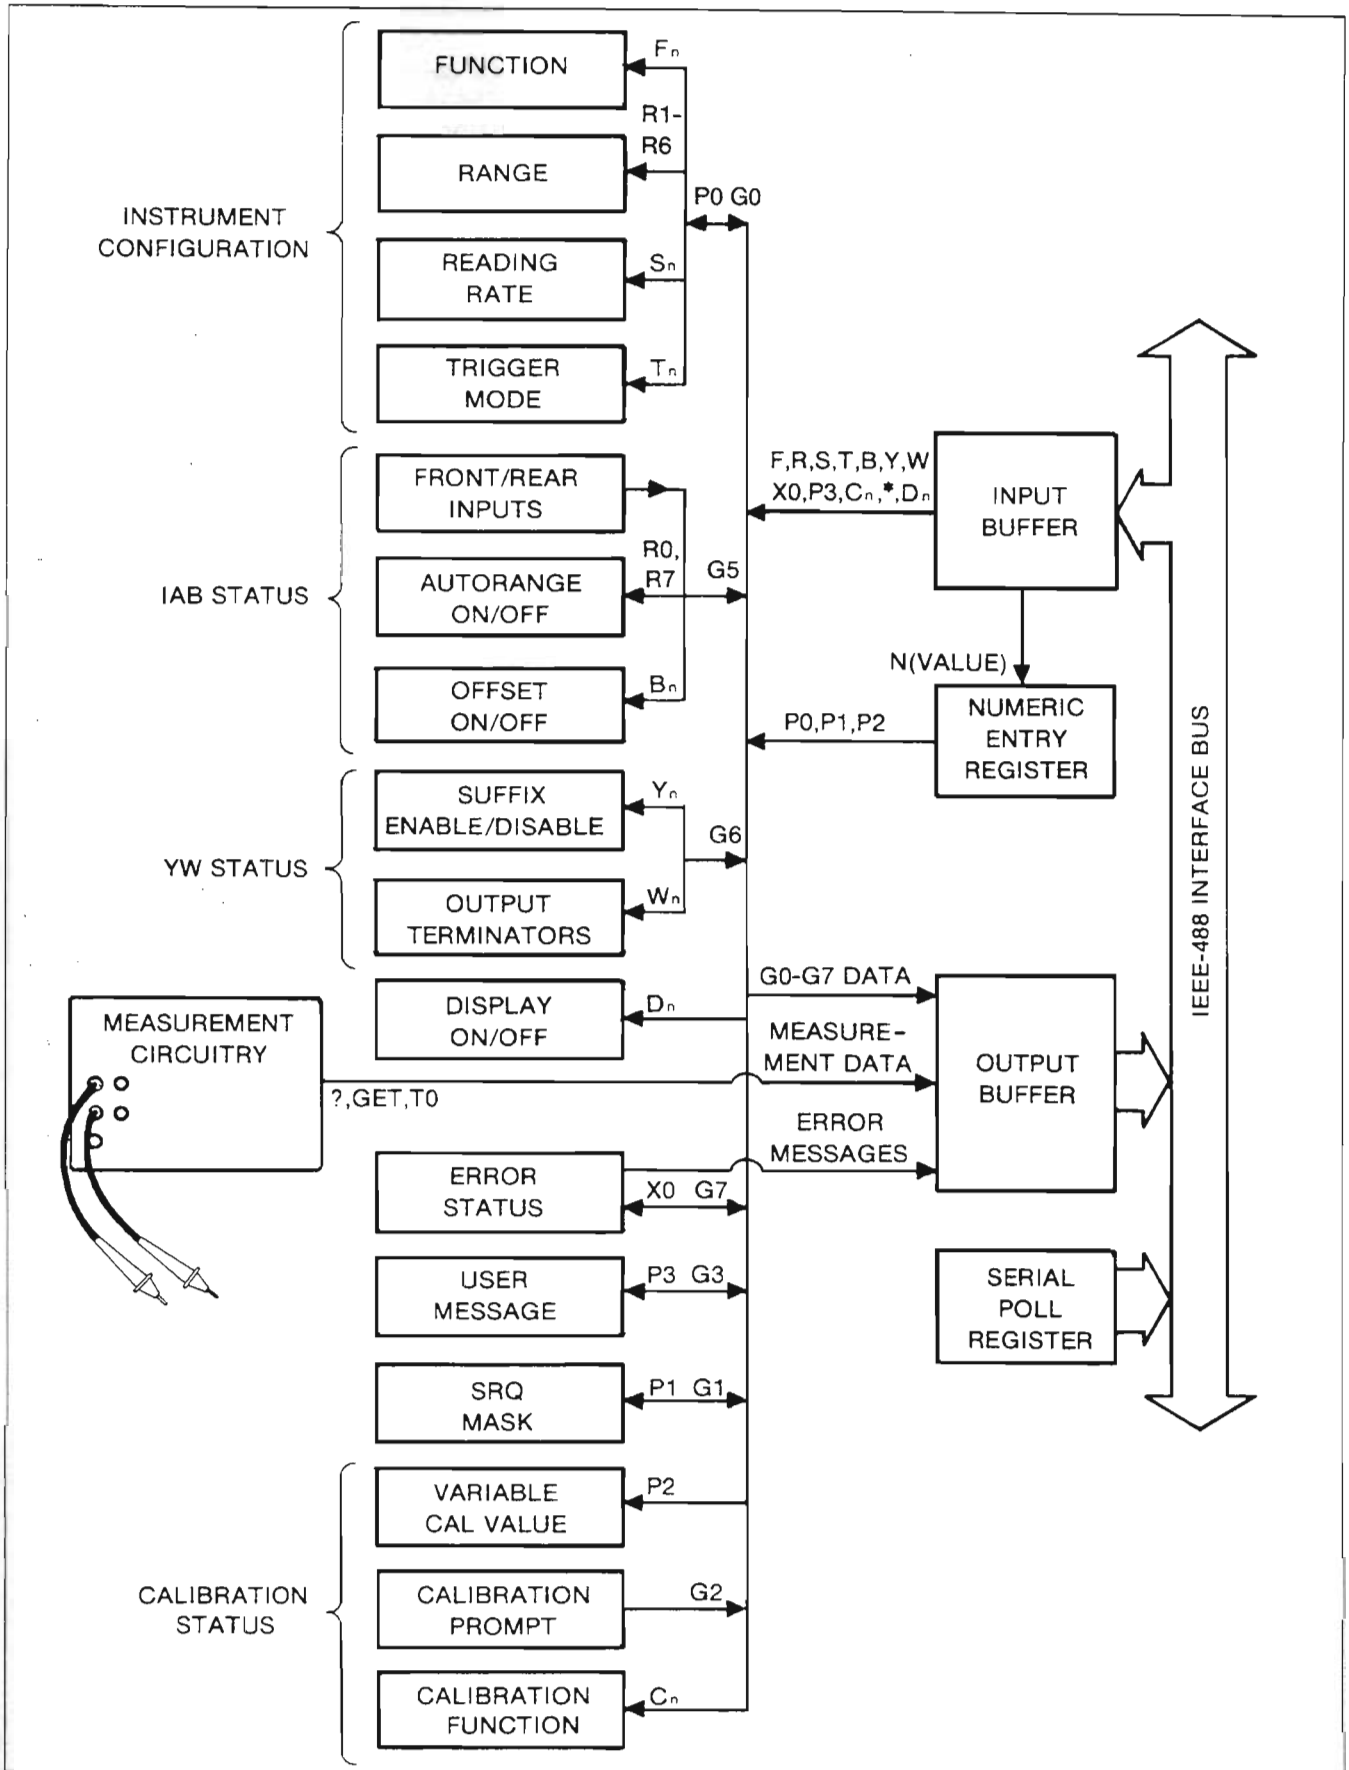 FUNCTION
Fn
R1-
R6
RANGE
P0 G0
INSTRUMENT
CONFIGURATION
READING
RATE
Sn
TRIGGER
MODE
Tn
FRONT/REAR
INPUTS
F,R,S,T,B,Y,W
X0,P3,Cn,*,Dn
INPUT
BUFFER
R0,
R7
G5
IAB STATUS
AUTORANGE
ON/OFF
N(VALUE)
OFFSET
ON/OFF
Bn
P0,P1,P2
NUMERIC
ENTRY
REGISTER
IEEE-488 INTERFACE BUS
SUFFIX
ENABLE/DISABLE
Yn
G6
YW STATUS
OUTPUT
TERMINATORS
Wn
G0-G7 DATA
DISPLAY
ON/OFF
Dn
MEASUREMENT
CIRCUITRY
MEASURE-
MENT DATA
OUTPUT
BUFFER
?,GET,T0
ERROR
MESSAGES
ERROR
STATUS
X0 G7
USER
MESSAGE
P3 G3
SERIAL
POLL
REGISTER
SRQ
MASK
P1 G1
VARIABLE
CAL VALUE
P2
CALIBRATION
STATUS
CALIBRATION
PROMPT
G2
CALIBRATION
FUNCTION
Cn